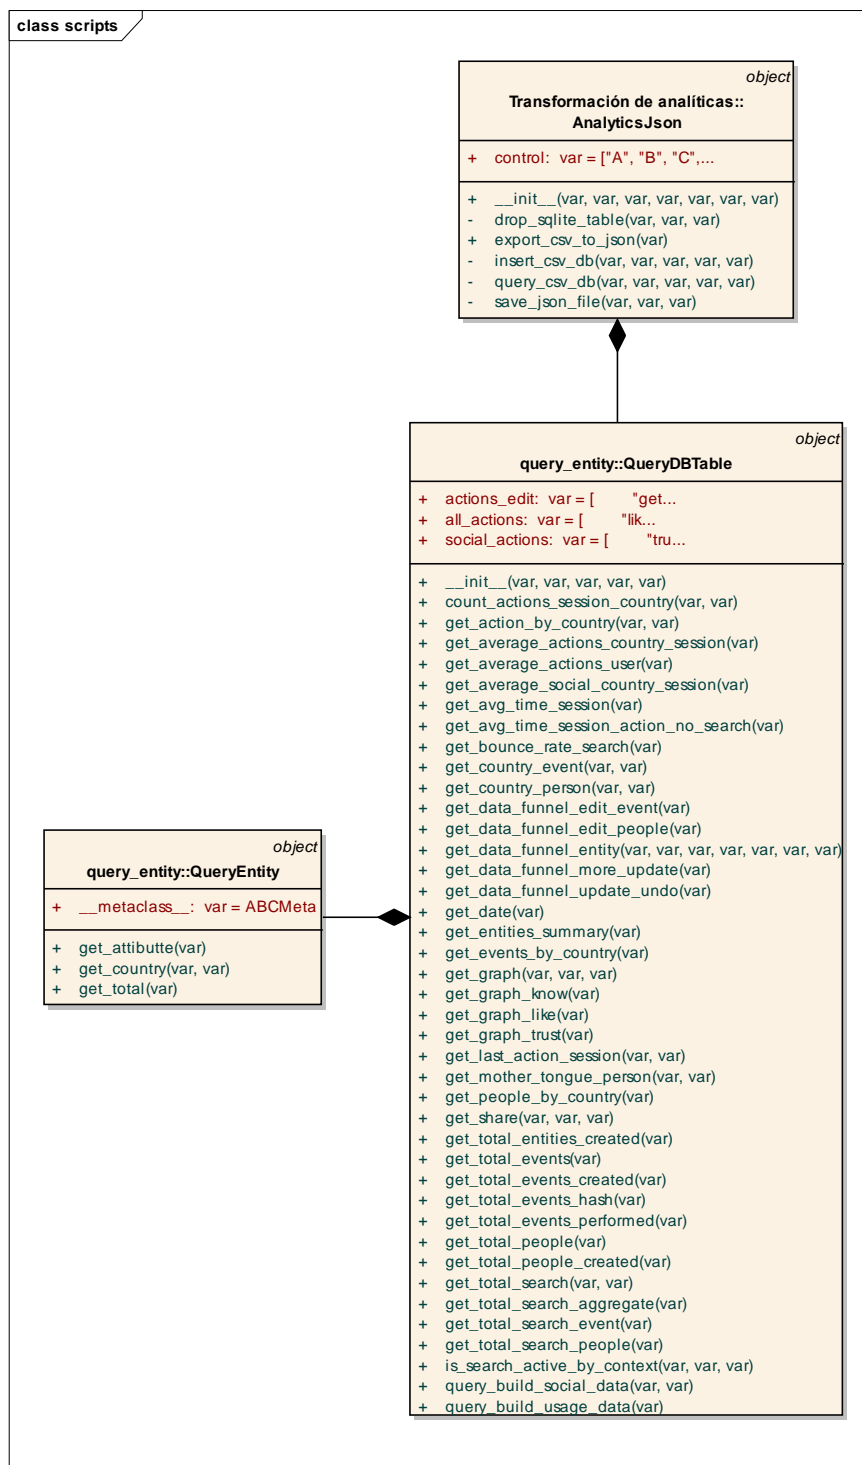 class scripts
object
Transformación de analíticas::
AnalyticsJson
+ control: var = ["A", "B", "C",...
+ __init__(var, var, var, var, var, var, var)
- drop_sqlite_table(var, var, var)
+ export_csv_to_json(var)
- insert_csv_db(var, var, var, var, var)
- query_csv_db(var, var, var, var, var)
- save_json_file(var, var, var)
object
query_entity::QueryDBTable
+ actions_edit: var = [ "get...
+ all_actions: var = [ "lik...
+ social_actions: var = [ "tru...
+ __init__(var, var, var, var, var)
+ count_actions_session_country(var, var)
+ get_action_by_country(var, var)
+ get_average_actions_country_session(var)
+ get_average_actions_user(var)
+ get_average_social_country_session(var)
+ get_avg_time_session(var)
+ get_avg_time_session_action_no_search(var)
+ get_bounce_rate_search(var)
+ get_country_event(var, var)
+ get_country_person(var, var)
+ get_data_funnel_edit_event(var)
+ get_data_funnel_edit_people(var)
+ get_data_funnel_entity(var, var, var, var, var, var, var)
+ get_data_funnel_more_update(var)
+ get_data_funnel_update_undo(var)
+ get_date(var)
+ get_entities_summary(var)
+ get_events_by_country(var)
+ get_graph(var, var, var)
+ get_graph_know(var)
+ get_graph_like(var)
+ get_graph_trust(var)
+ get_last_action_session(var, var)
+ get_mother_tongue_person(var, var)
+ get_people_by_country(var)
+ get_share(var, var, var)
+ get_total_entities_created(var)
+ get_total_events(var)
+ get_total_events_created(var)
+ get_total_events_hash(var)
+ get_total_events_performed(var)
+ get_total_people(var)
+ get_total_people_created(var)
+ get_total_search(var, var)
+ get_total_search_aggregate(var)
+ get_total_search_event(var)
+ get_total_search_people(var)
+ is_search_active_by_context(var, var, var)
+ query_build_social_data(var, var)
+ query_build_usage_data(var)
object
query_entity::QueryEntity
+ __metaclass__: var = ABCMeta
+ get_attibutte(var)
+ get_country(var, var)
+ get_total(var)